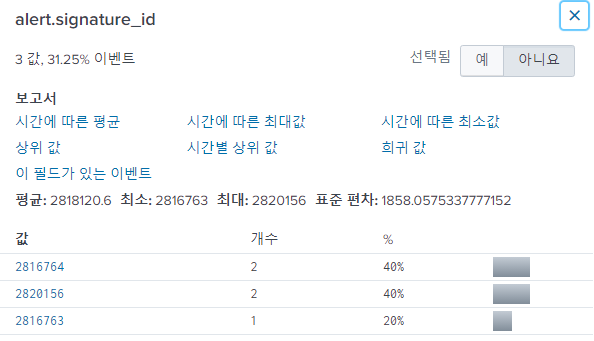 alert.signature_id
×
3 값, 31.25% 이벤트 선택됨 예 아니요
보고서
시간에 따른 평균 시간에 따른 최대값 시간에 따른 최소값
상위 값 시간별 상위 값 희귀 값
이 필드가 있는 이벤트
평균: 2818120.6 최소: 2816763 최대: 2820156 표준 편차: 1858.0575337777152
값 개수 %
2816764 2 40%
2820156 2 40%
2816763 1 20%